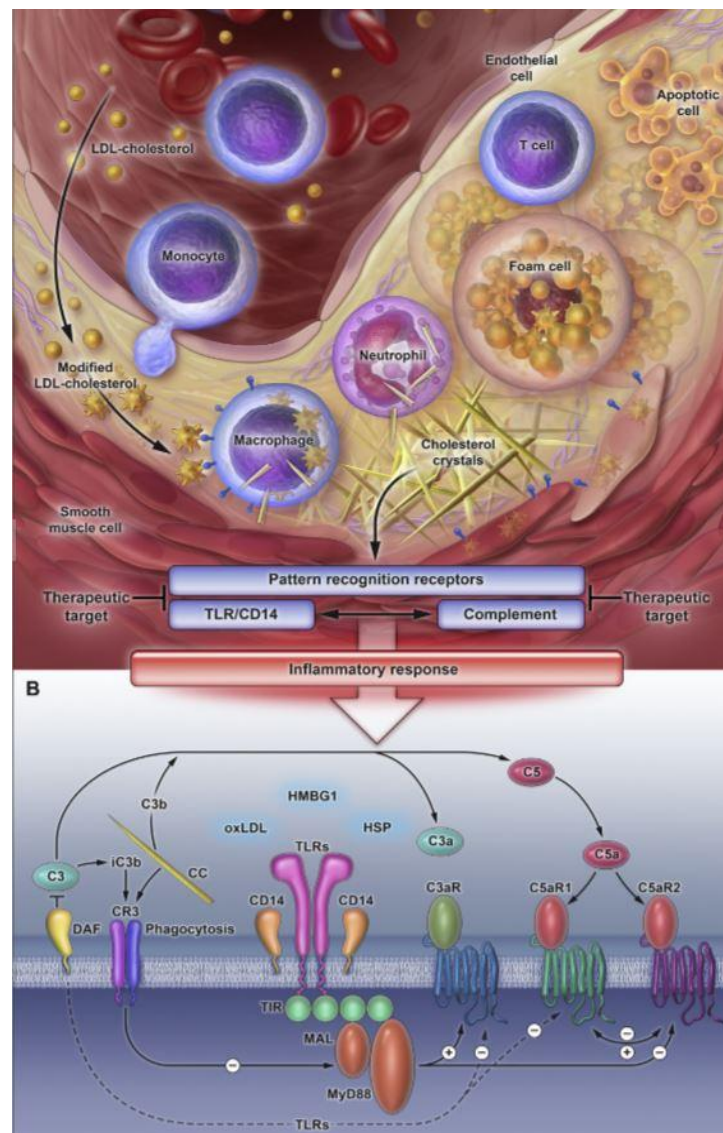 Endothelial
cell
Apoptotic
cell
LDL-cholesterol
T cell
Monocyte
Foam cell
Neutrophil
Modified
LDL-cholesterol
Macrophage
Cholesterol
crystals
Smooth
muscle cell
Pattern recognition receptors
Therapeutic
target
TLR/CD14
Complement
Therapeutic
target
Inflammatory response
B
C5
C3b
HMBG1
oxLDL
HSP
C3a
TLRs
C3
iC3b
CC
C5a
CR3
CD14
CD14
C3aR
C5aR1
C5aR2
DAF
Phagocytosis
TIR
MAL
−
+
−
−
−
+
−
MyD88
TLRs